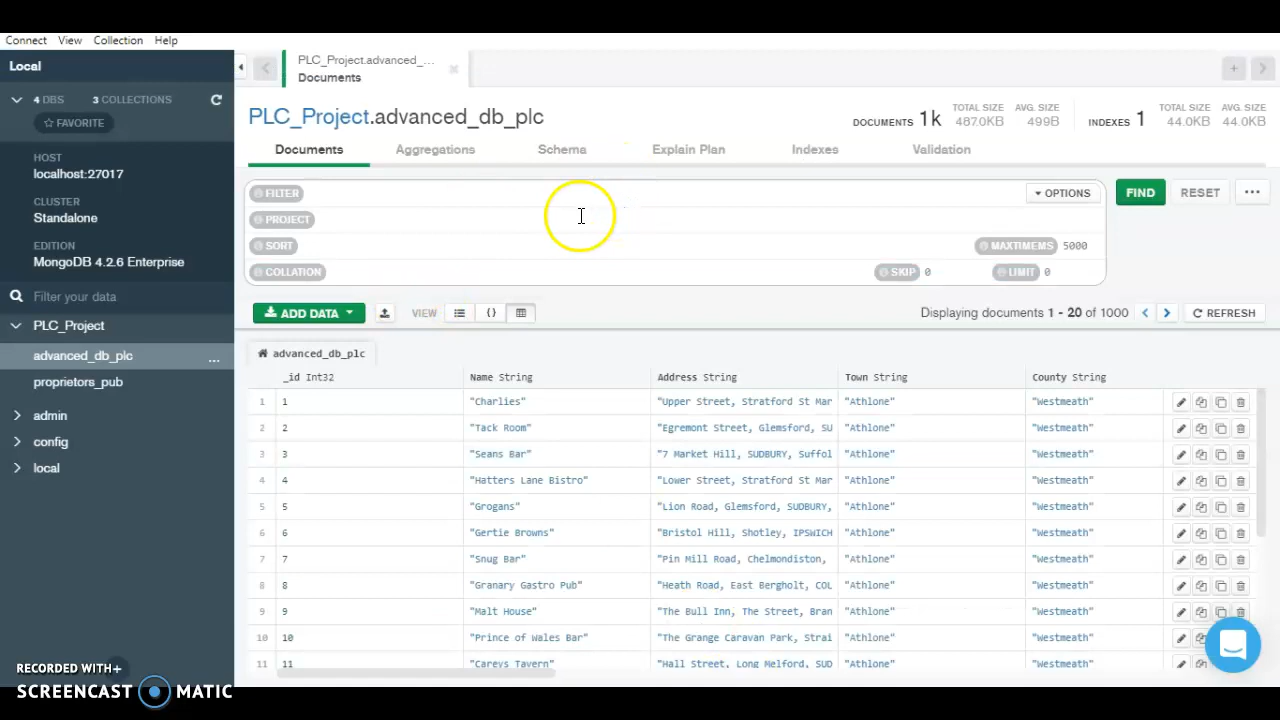 Connect View Collection Help
Local
4 DBS 3 COLLECTIONS
☆ FAVORITE
HOST
localhost:27017
CLUSTER
Standalone
EDITION
MongoDB 4.2.6 Enterprise
Filter your data
PLC_Project
advanced_db_plc ...
proprietors_pub
admin
config
local
RECORDED WITH
SCREENCAST MATIC
PLC_Project.advanced_...
Documents
PLC_Project.advanced_db_plc
DOCUMENTS 1k TOTAL SIZE 487.0KB AVG. SIZE 499B INDEXES 1 TOTAL SIZE 44.0KB AVG. SIZE 44.0KB
Documents Aggregations Schema Explain Plan Indexes Validation
FILTER OPTIONS FIND RESET ...
PROJECT
SORT MAXTIMEMS 5000
COLLATION SKIP 0 LIMIT 0
ADD DATA VIEW {} Displaying documents 1 - 20 of 1000 REFRESH
advanced_db_plc
_id Int32 Name String Address String Town String County String
1 1 "Charlies" "Upper Street, Stratford St Mar "Athlone" "Westmeath"
2 2 "Tack Room" "Egremont Street, Glemsford, SU "Athlone" "Westmeath"
3 3 "Seans Bar" "7 Market Hill, SUDBURY, Suffol "Athlone" "Westmeath"
4 4 "Hatters Lane Bistro" "Lower Street, Stratford St Mar "Athlone" "Westmeath"
5 5 "Grogans" "Lion Road, Glemsford, SUDBURY, "Athlone" "Westmeath"
6 6 "Gertie Browns" "Bristol Hill, Shotley, IPSWICH "Athlone" "Westmeath"
7 7 "Snug Bar" "Pin Mill Road, Chelmondiston, "Athlone" "Westmeath"
8 8 "Granary Gastro Pub" "Heath Road, East Bergholt, COL "Athlone" "Westmeath"
9 9 "Malt House" "The Bull Inn, The Street, Bran "Athlone" "Westmeath"
10 10 "Prince of Wales Bar" "The Grange Caravan Park, Strai "Athlone" "Westmeath"
11 11 "Careys Tavern" "Hall Street, Long Melford, SUD "Athlone" "Westmeath"